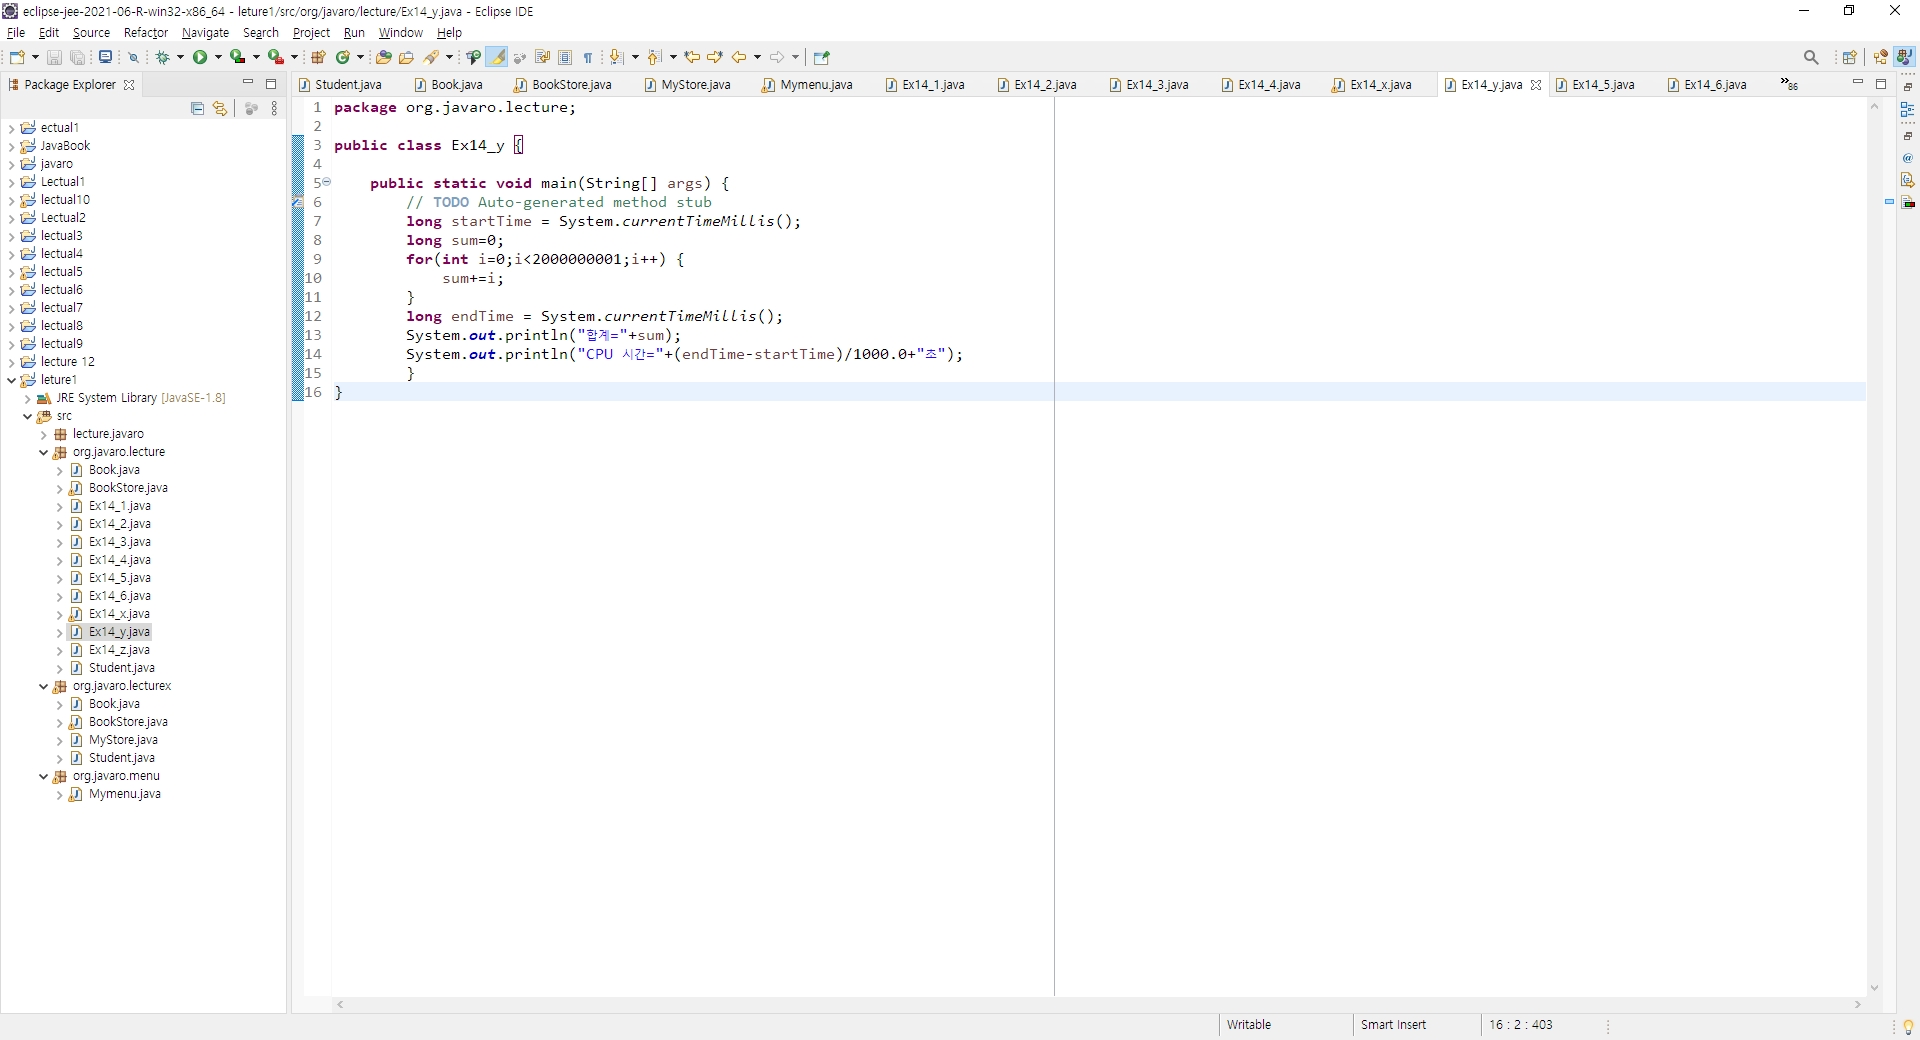 eclipse-jee-2021-06-R-win32-x86_64 - leture1/src/org/javaro/lecture/Ex14_y.java - Eclipse IDE
File Edit Source Refactor Navigate Search Project Run Window Help
Package Explorer
Student.java Book.java BookStore.java MyStore.java Mymenu.java Ex14_1.java Ex14_2.java Ex14_3.java Ex14_4.java Ex14_x.java Ex14_y.java Ex14_5.java Ex14_6.java »86
ectual1
JavaBook
javaro
Lectual1
lectual10
Lectual2
lectual3
lectual4
lectual5
lectual6
lectual7
lectual8
lectual9
lecture 12
leture1
JRE System Library [JavaSE-1.8]
src
lecture.javaro
org.javaro.lecture
Book.java
BookStore.java
Ex14_1.java
Ex14_2.java
Ex14_3.java
Ex14_4.java
Ex14_5.java
Ex14_6.java
Ex14_x.java
Ex14_y.java
Ex14_z.java
Student.java
org.javaro.lecturex
Book.java
BookStore.java
MyStore.java
Student.java
org.javaro.menu
Mymenu.java
1 package org.javaro.lecture;
2
3 public class Ex14_y {
4
5 public static void main(String[] args) {
6 // TODO Auto-generated method stub
7 long startTime = System.currentTimeMillis();
8 long sum=0;
9 for(int i=0;i<2000000001;i++) {
10 sum+=i;
11 }
12 long endTime = System.currentTimeMillis();
13 System.out.println("합계="+sum);
14 System.out.println("CPU 시간="+(endTime-startTime)/1000.0+"초");
15 }
16 }
Writable Smart Insert 16 : 2 : 403